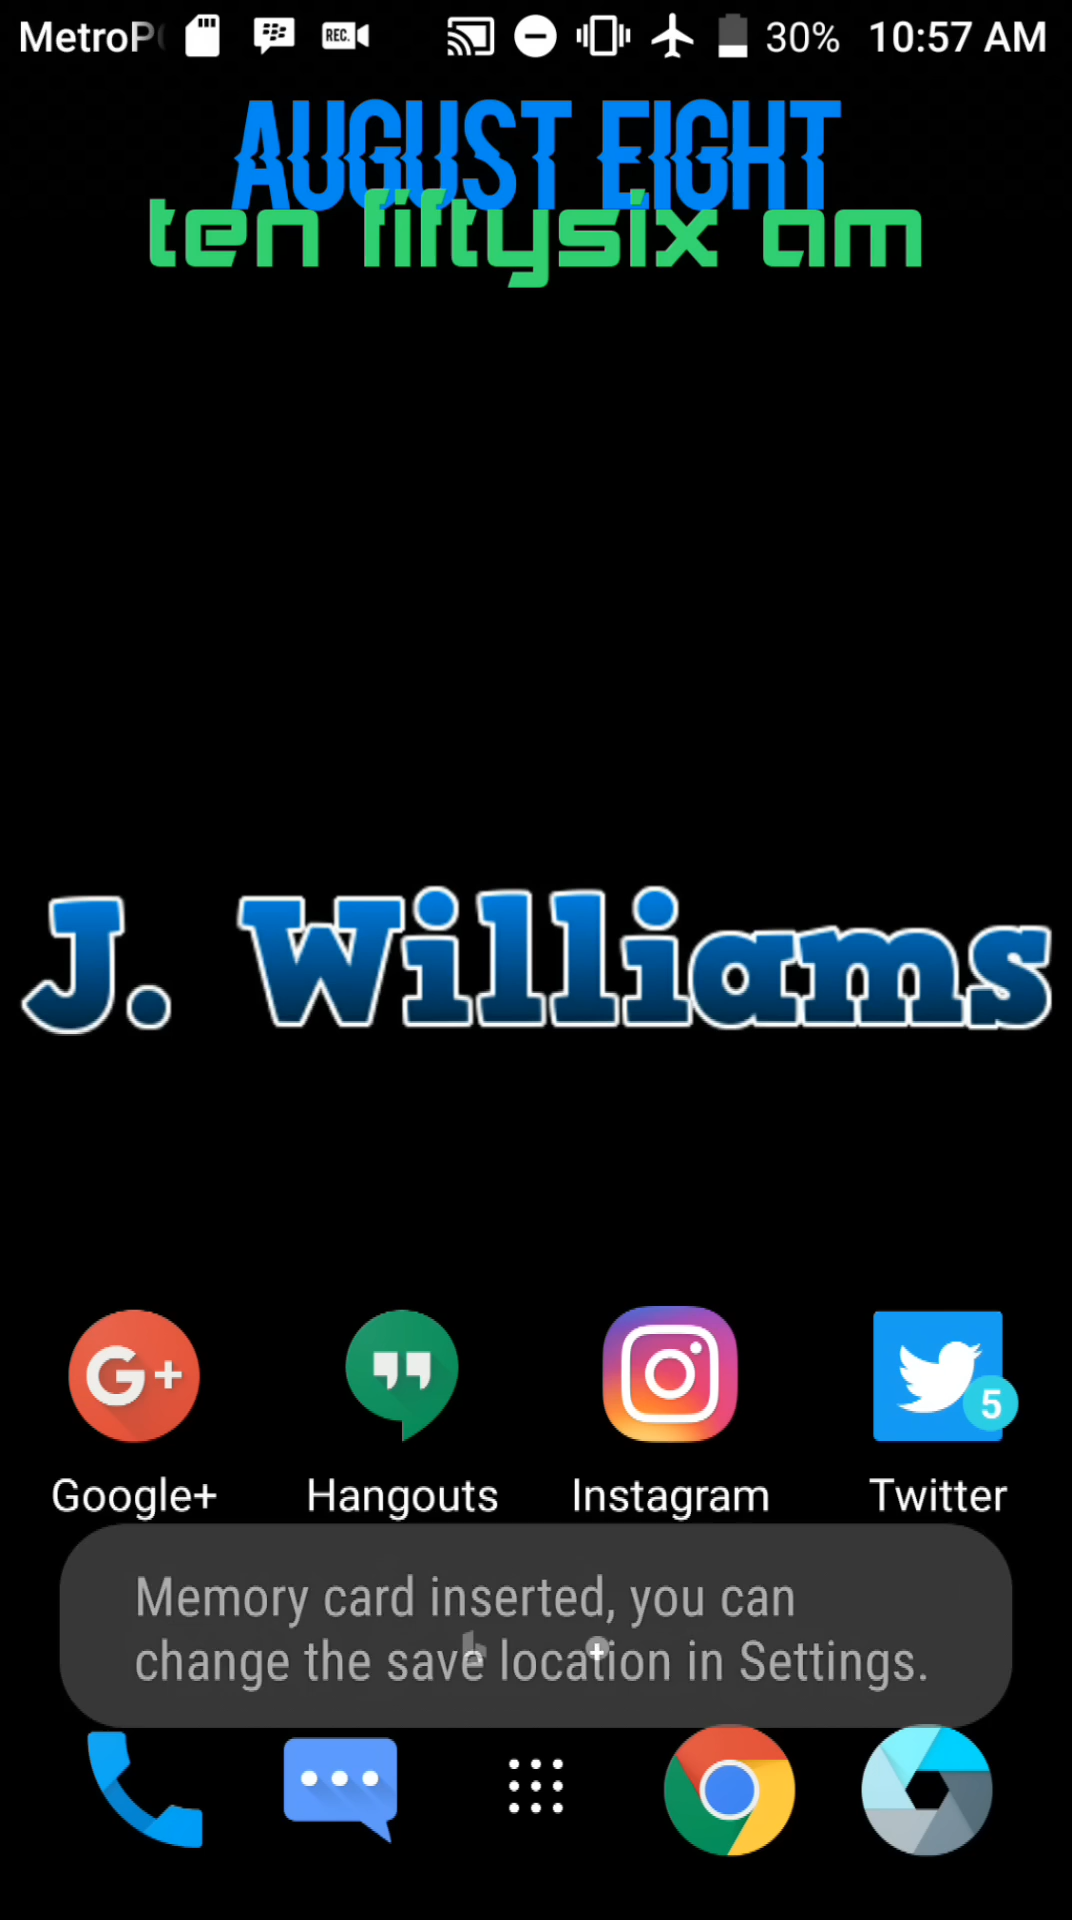 MetroP
REC.
30%
10:57 AM
AUGUST EIGHT
ten fiftysix am
J. Williams
G+
5
Google+
Hangouts
Instagram
Twitter
Memory card inserted, you can
change the save location in Settings.